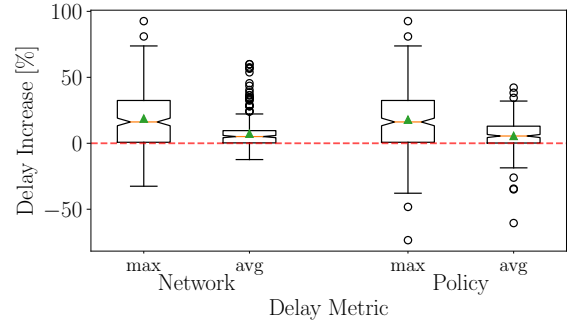 Delay Increase [%]
100
50
0
−50
max
avg
max
avg
Network
Policy
Delay Metric